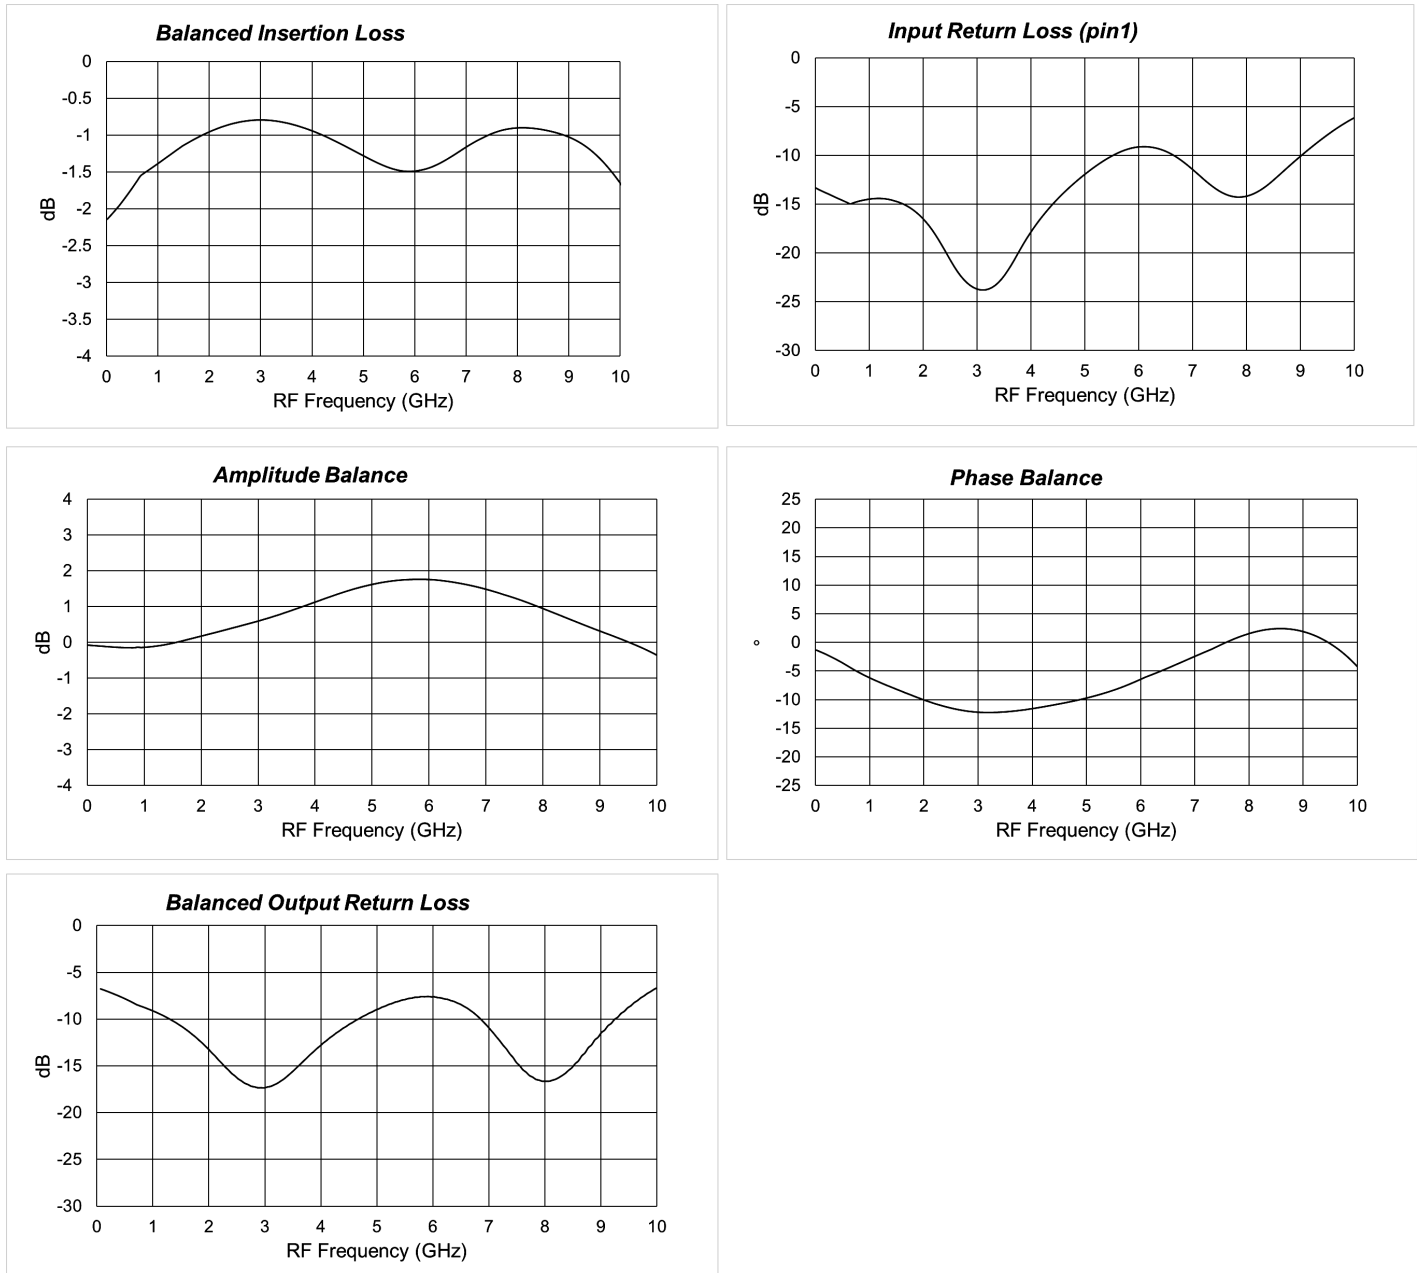 Balanced Insertion Loss
0
-0.5
-1
-1.5
-2
-2.5
-3
-3.5
-4
dB
0 1 2 3 4 5 6 7 8 9 10
RF Frequency (GHz)
Input Return Loss (pin1)
0
-5
-10
-15
-20
-25
-30
dB
0 1 2 3 4 5 6 7 8 9 10
RF Frequency (GHz)
Amplitude Balance
4
3
2
1
0
-1
-2
-3
-4
dB
0 1 2 3 4 5 6 7 8 9 10
RF Frequency (GHz)
Phase Balance
25
20
15
10
5
0
-5
-10
-15
-20
-25
°
0 1 2 3 4 5 6 7 8 9 10
RF Frequency (GHz)
Balanced Output Return Loss
0
-5
-10
-15
-20
-25
-30
dB
0 1 2 3 4 5 6 7 8 9 10
RF Frequency (GHz)